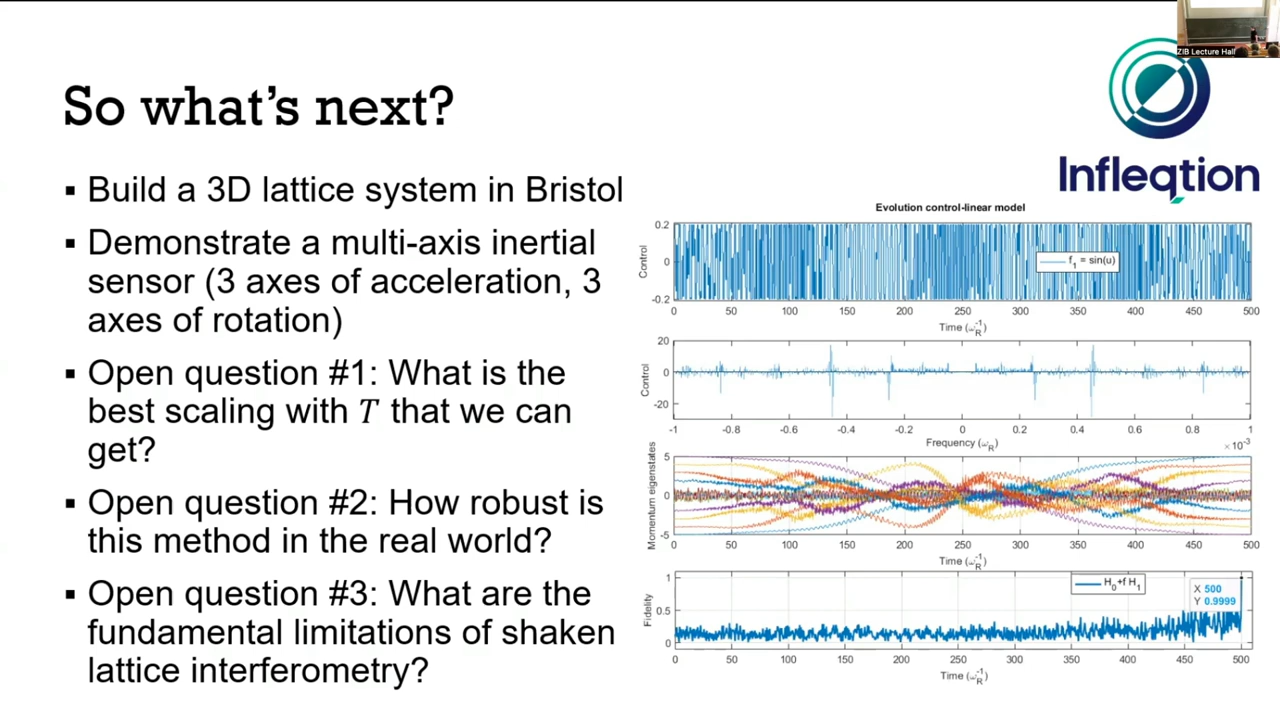 ZIB Lecture Hall
So what's next?
Infleqtion
▪ Build a 3D lattice system in Bristol
▪ Demonstrate a multi-axis inertial
sensor (3 axes of acceleration, 3
axes of rotation)
▪ Open question #1: What is the
best scaling with T that we can
get?
▪ Open question #2: How robust is
this method in the real world?
▪ Open question #3: What are the
fundamental limitations of shaken
lattice interferometry?
Evolution control-linear model
Control
0.2
0
-0.2
f₁ = sin(u)
0 50 100 150 200 250 300 350 400 450 500
Time (ω_R^-1)
Control
20
0
-20
-1 -0.8 -0.6 -0.4 -0.2 0 0.2 0.4 0.6 0.8 1
Frequency (ω_R)
×10^-3
Momentum eigenstates
5
0
-5
0 50 100 150 200 250 300 350 400 450 500
Time (ω_R^-1)
Fidelity
1
0.5
0
H₀+f H₁
X 500
Y 0.9999
0 50 100 150 200 250 300 350 400 450 500
Time (ω_R^-1)